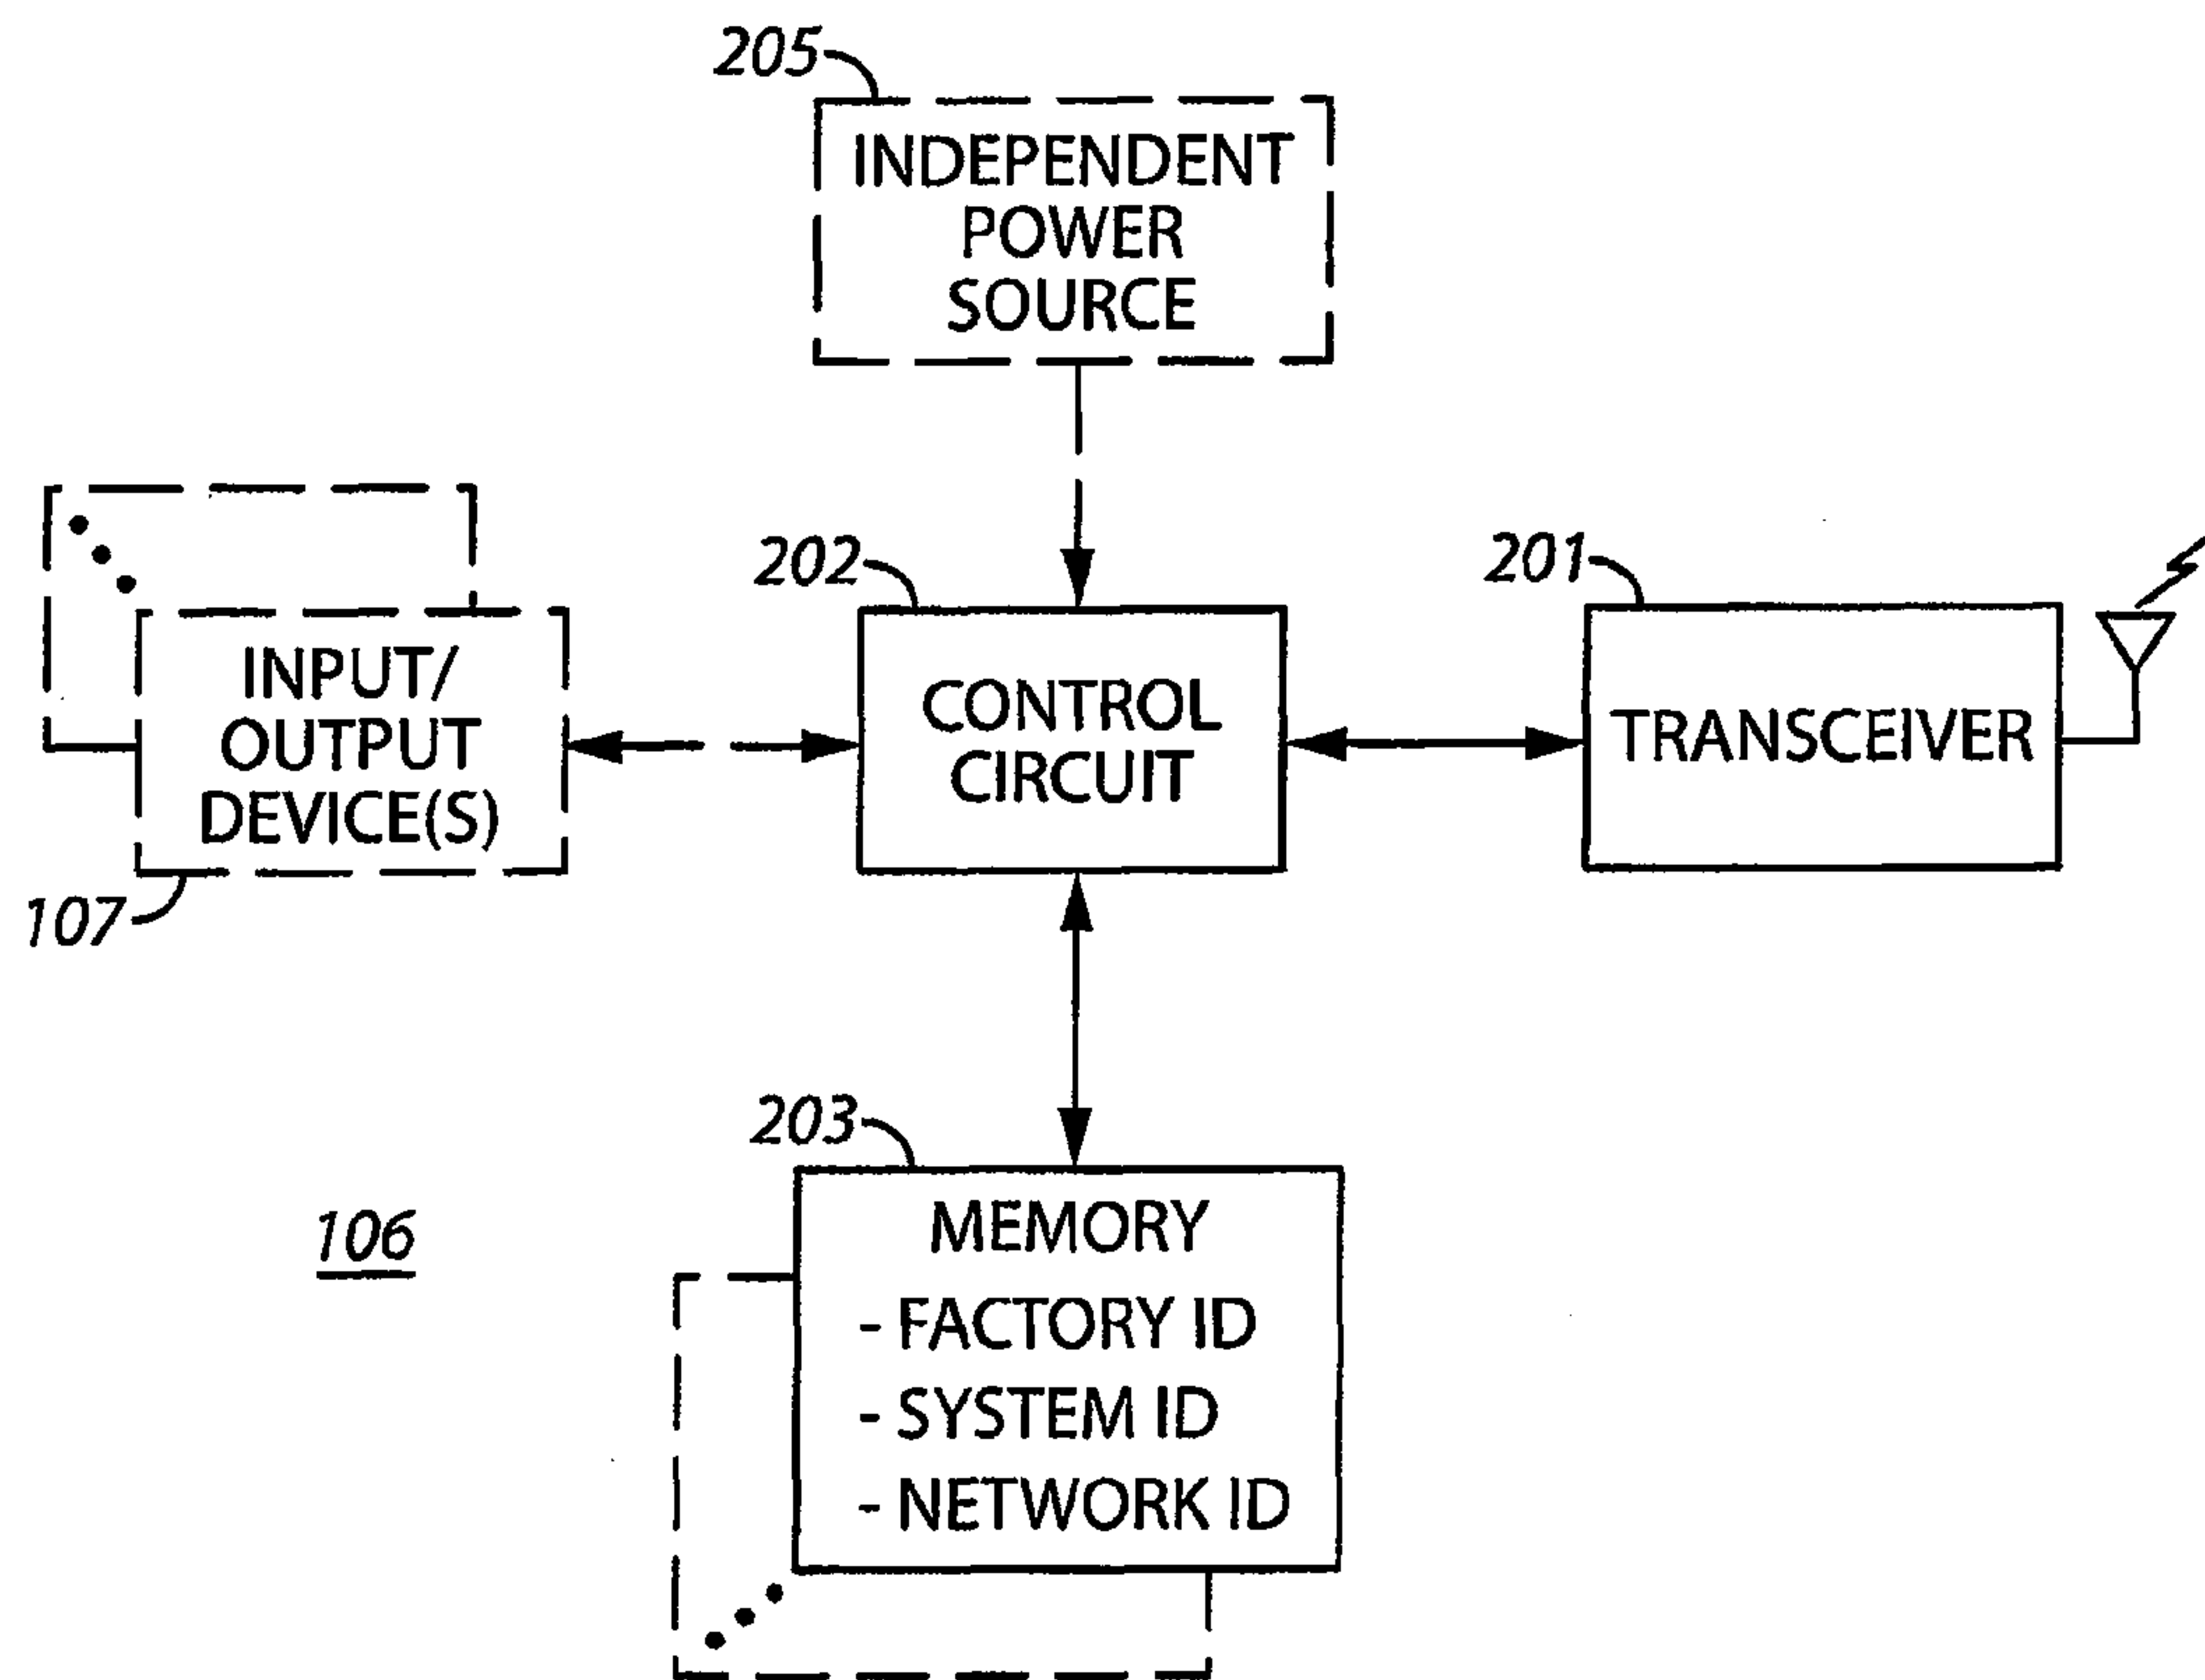 205
INDEPENDENT
POWER
SOURCE
202
201
INPUT/
OUTPUT
DEVICE(S)
CONTROL
CIRCUIT
TRANSCEIVER
107
203
106
MEMORY
- FACTORY ID
- SYSTEM ID
- NETWORK ID